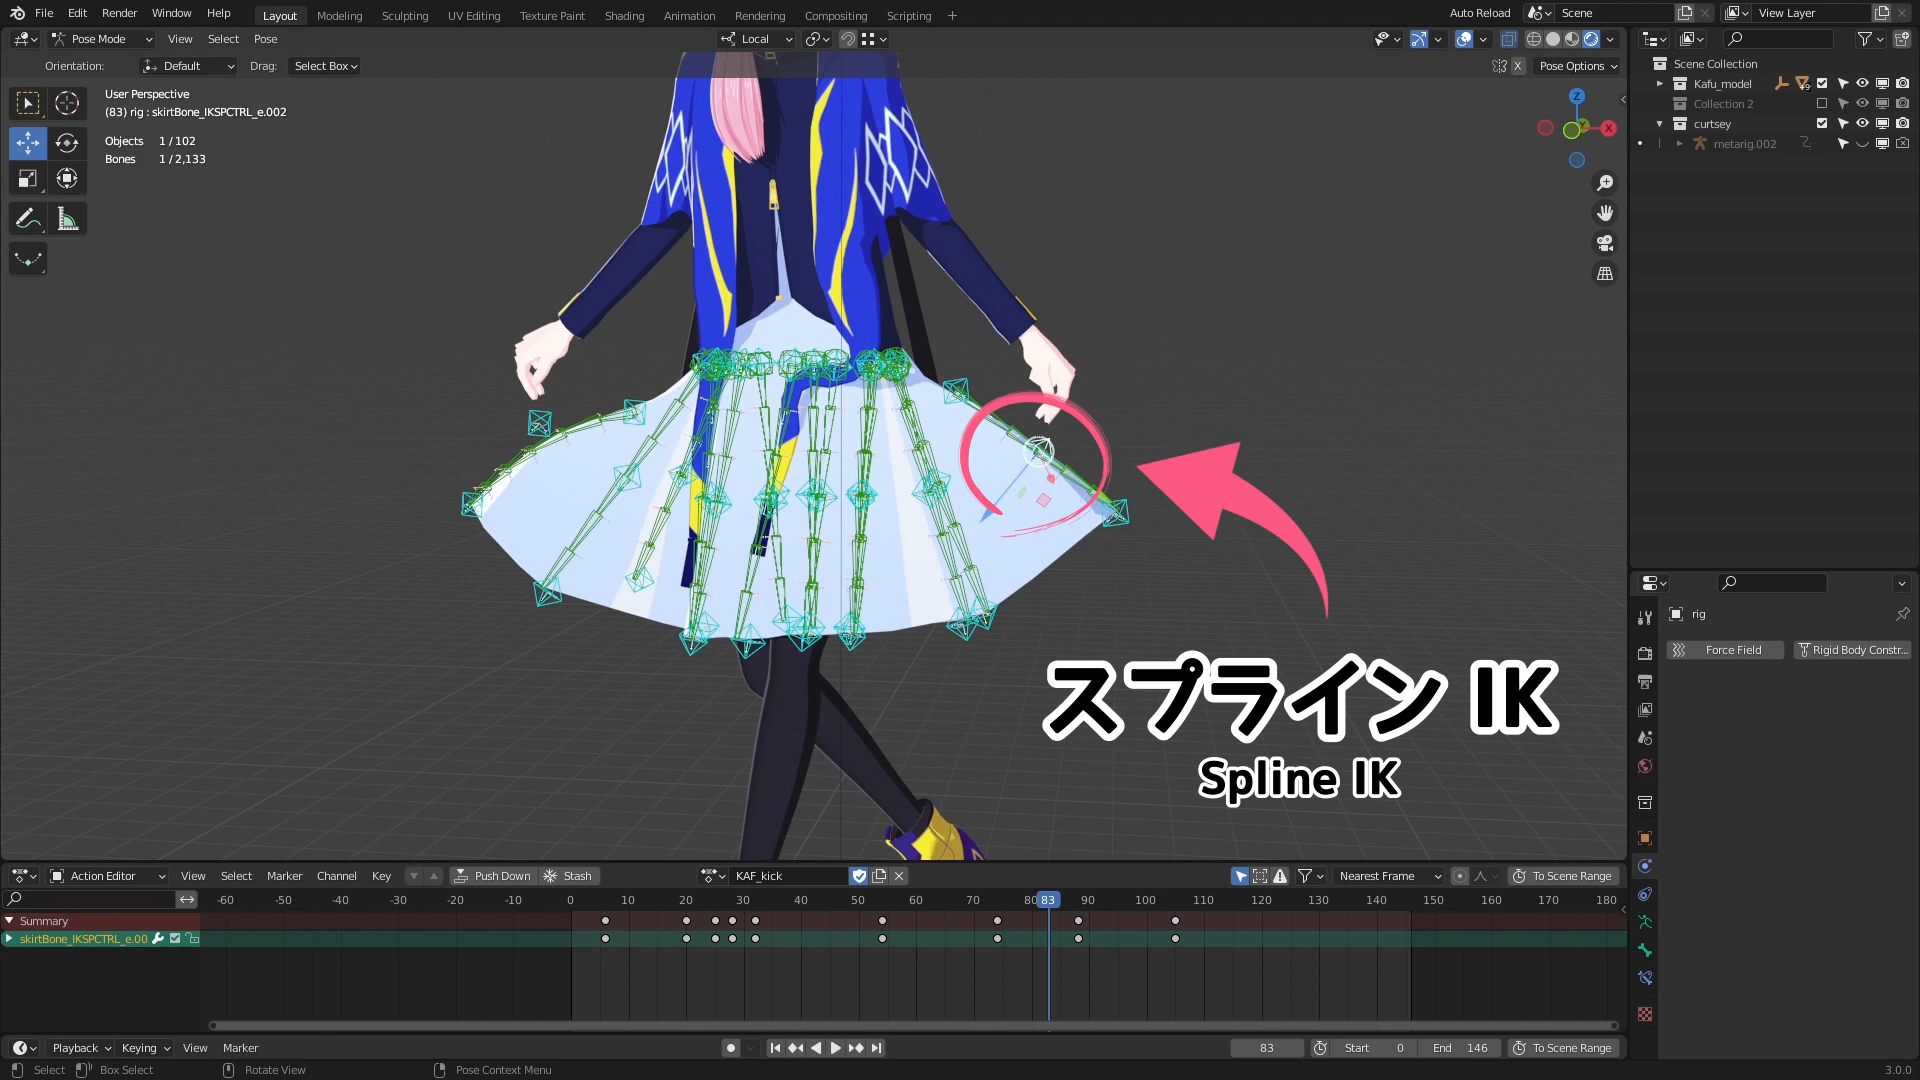 File Edit Render Window Help Layout Modeling Sculpting UV Editing Texture Paint Shading Animation Rendering Compositing Scripting + Auto Reload Scene View Layer
Pose Mode View Select Pose Local
Orientation: Default Drag: Select Box X Pose Options
User Perspective
(83) rig : skirtBone_IKSPCTRL_e.002
Objects 1 / 102
Bones 1 / 2,133
Z
X
スプライン IK
Spline IK
Scene Collection
Kafu_model
Collection 2
curtsey
metarig.002
rig
Force Field Rigid Body Constr...
Action Editor View Select Marker Channel Key Push Down Stash KAF_kick Nearest Frame To Scene Range
-60 -50 -40 -30 -20 -10 0 10 20 30 40 50 60 70 80 83 90 100 110 120 130 140 150 160 170 180
Summary
skirtBone_IKSPCTRL_e.00
Playback Keying View Marker 83 Start 0 End 146 To Scene Range
Select Box Select Rotate View Pose Context Menu 3.0.0